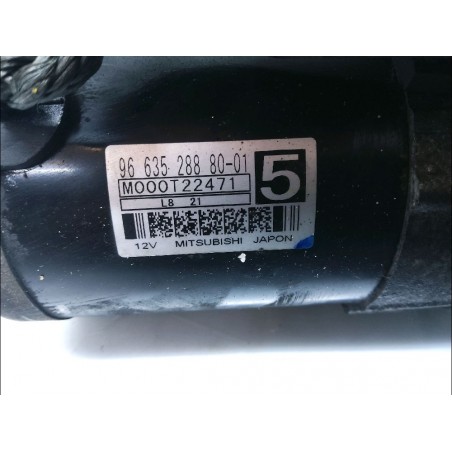 96 635 288 80-01
M000T22471
L8 21
5
12V MITSUBISHI JAPON